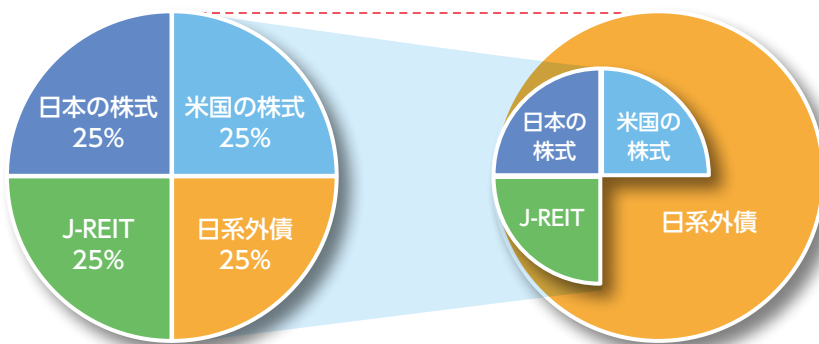 日本の株式
25%
米国の株式
25%
J-REIT
25%
日系外債
25%
日本の
株式
米国の
株式
J-REIT
日系外債